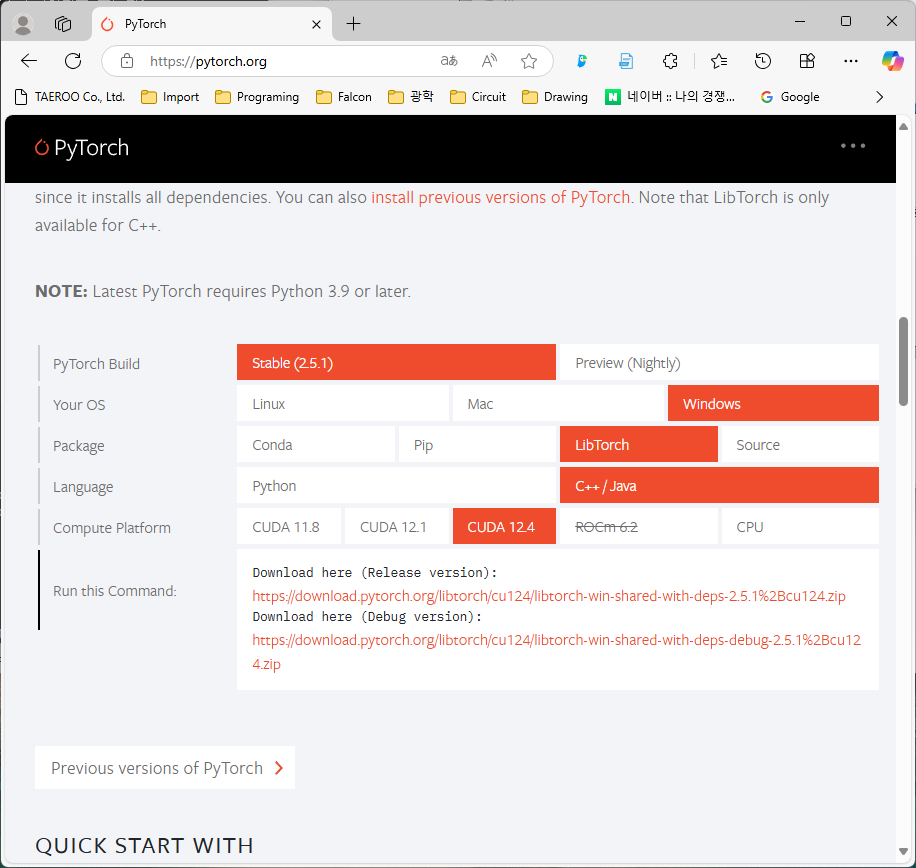 PyTorch
https://pytorch.org
TAEROO Co., Ltd. Import Programing Falcon 광학 Circuit Drawing 네이버 :: 나의 경쟁... Google
PyTorch
since it installs all dependencies. You can also install previous versions of PyTorch. Note that LibTorch is only
available for C++.
NOTE: Latest PyTorch requires Python 3.9 or later.
PyTorch Build Stable (2.5.1) Preview (Nightly)
Your OS Linux Mac Windows
Package Conda Pip LibTorch Source
Language Python C++ / Java
Compute Platform CUDA 11.8 CUDA 12.1 CUDA 12.4 ROCm 6.2 CPU
Run this Command:
Download here (Release version):
https://download.pytorch.org/libtorch/cu124/libtorch-win-shared-with-deps-2.5.1%2Bcu124.zip
Download here (Debug version):
https://download.pytorch.org/libtorch/cu124/libtorch-win-shared-with-deps-debug-2.5.1%2Bcu12
4.zip
Previous versions of PyTorch
QUICK START WITH